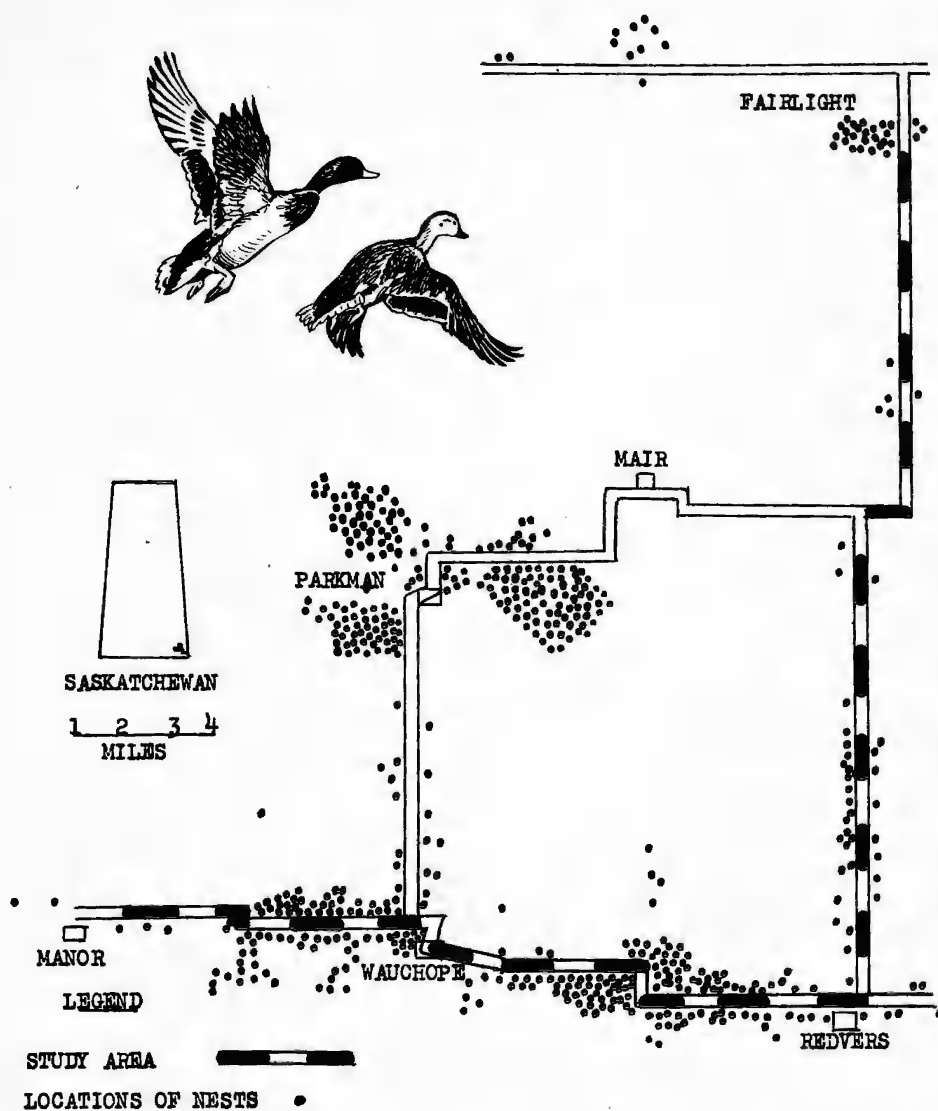 FAIRLIGHT
MAIR
PARKMAN
SASKATCHEWAN
1 2 3 4
MILES
MANOR
WAUCHOPE
LEGEND
REDVERS
STUDY AREA
LOCATIONS OF NESTS